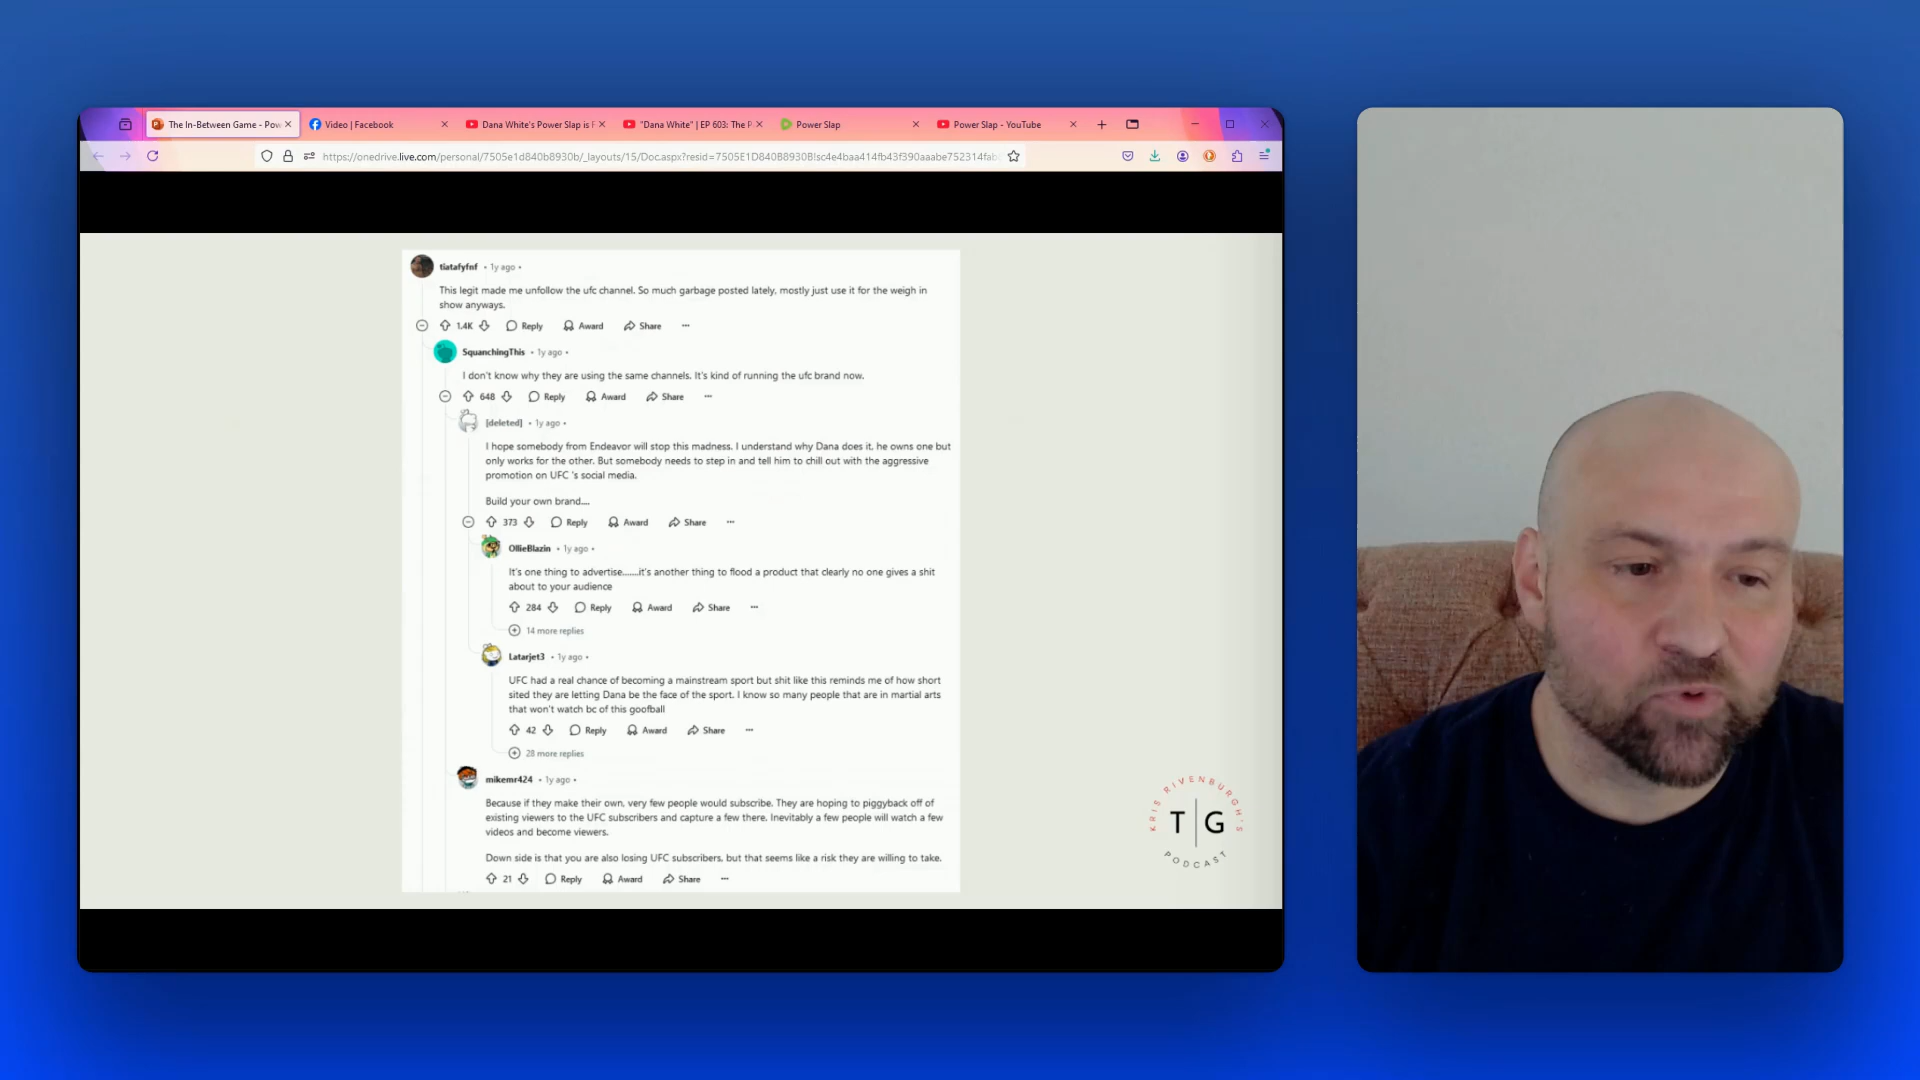 The In-Between Game - Pow
Video | Facebook
Dana White's Power Slap is F
"Dana White" | EP 603: The P
Power Slap
Power Slap - YouTube
https://onedrive.live.com/personal/7505e1d840b8930b/_layouts/15/Doc.aspx?resid=7505E1D840B8930B!sc4e4baa414fb43f390aaabe752314fab
tiatafyfnf • 1y ago •
This legit made me unfollow the ufc channel. So much garbage posted lately, mostly just use it for the weigh in
show anyways.
1.4K Reply Award Share ...
SquanchingThis • 1y ago •
I don't know why they are using the same channels. It's kind of running the ufc brand now.
648 Reply Award Share ...
[deleted] • 1y ago •
I hope somebody from Endeavor will stop this madness. I understand why Dana does it, he owns one but
only works for the other. But somebody needs to step in and tell him to chill out with the aggressive
promotion on UFC 's social media.
Build your own brand....
373 Reply Award Share ...
OllieBlazin • 1y ago •
It's one thing to advertise.......it's another thing to flood a product that clearly no one gives a shit
about to your audience
284 Reply Award Share ...
14 more replies
Latarjet3 • 1y ago •
UFC had a real chance of becoming a mainstream sport but shit like this reminds me of how short
sited they are letting Dana be the face of the sport. I know so many people that are in martial arts
that won't watch bc of this goofball
42 Reply Award Share ...
28 more replies
mikemr424 • 1y ago •
Because if they make their own, very few people would subscribe. They are hoping to piggyback off of
existing viewers to the UFC subscribers and capture a few there. Inevitably a few people will watch a few
videos and become viewers.
Down side is that you are also losing UFC subscribers, but that seems like a risk they are willing to take.
21 Reply Award Share ...
KRIS RIVENBURGH'S
T | G
PODCAST